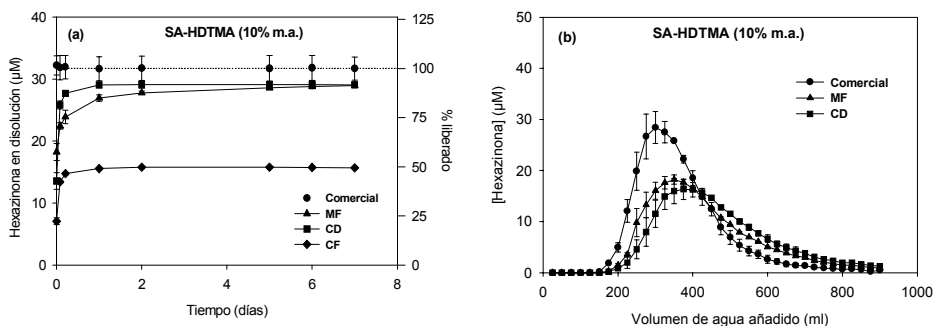 (a)
SA-HDTMA (10% m.a.)
Hexazinona en disolución (µM)
40
30
20
10
0
100
75
50
25
0
% liberado
Comercial
MF
CD
CF
0 2 4 6 8
Tiempo (días)
(b)
SA-HDTMA (10% m.a.)
[Hexazinona] (µM)
50
40
30
20
10
0
Comercial
MF
CD
0 200 400 600 800 1000
Volumen de agua añadido (ml)